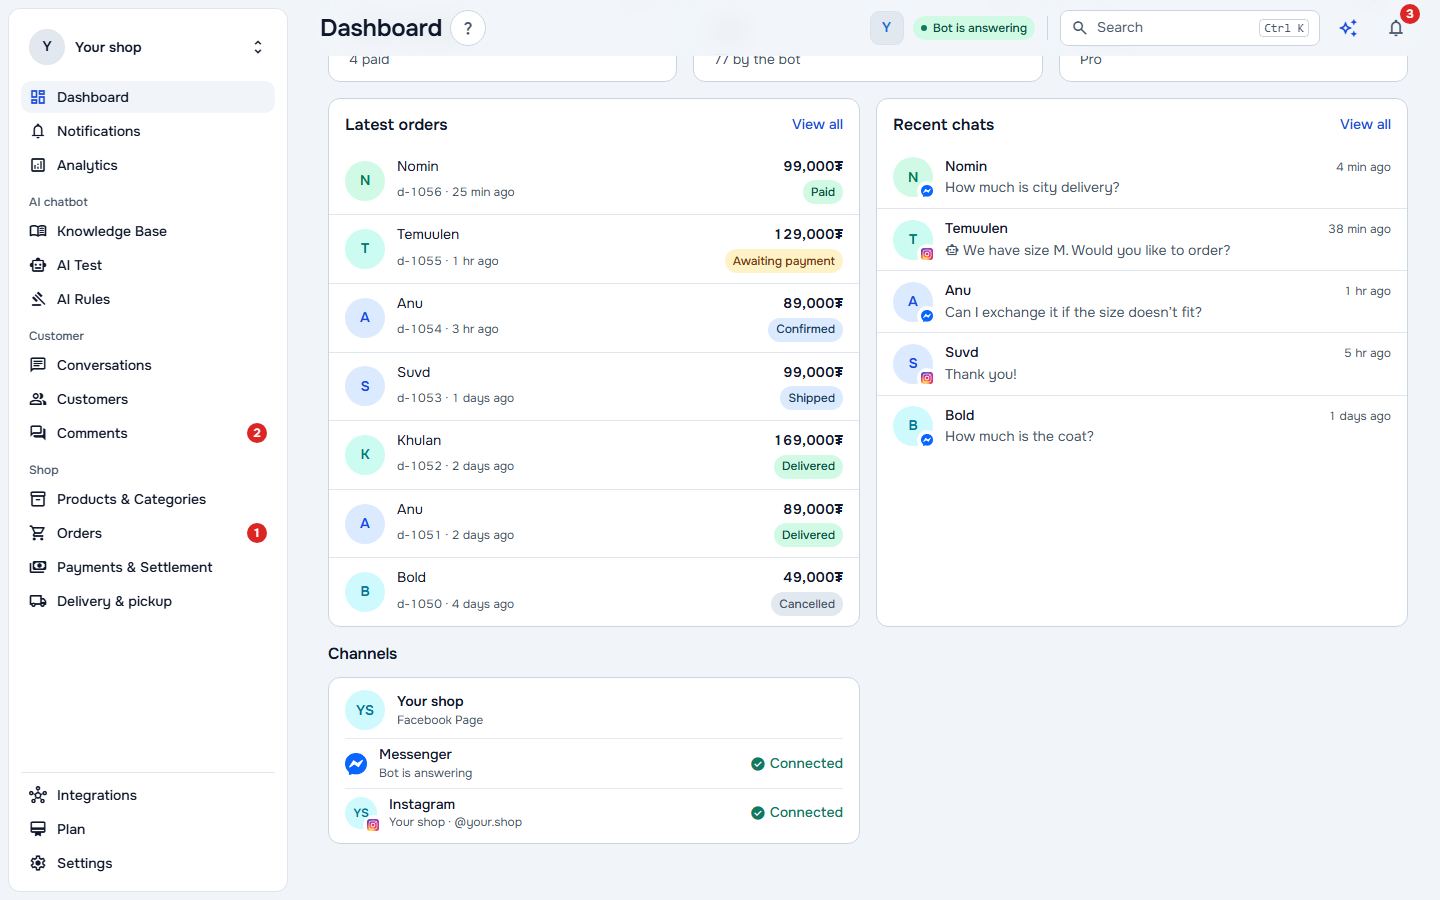 Y
Your shop
Dashboard
Notifications
Analytics
AI chatbot
Knowledge Base
AI Test
AI Rules
Customer
Conversations
Customers
Comments
2
Shop
Products & Categories
Orders
1
Payments & Settlement
Delivery & pickup
Integrations
Plan
Settings
Dashboard
?
Y
Bot is answering
Search
Ctrl K
3
4 paid
77 by the bot
Pro
Latest orders
View all
N
Nomin
99,000₮
d-1056 · 25 min ago
Paid
T
Temuulen
129,000₮
d-1055 · 1 hr ago
Awaiting payment
A
Anu
89,000₮
d-1054 · 3 hr ago
Confirmed
S
Suvd
99,000₮
d-1053 · 1 days ago
Shipped
K
Khulan
169,000₮
d-1052 · 2 days ago
Delivered
A
Anu
89,000₮
d-1051 · 2 days ago
Delivered
B
Bold
49,000₮
d-1050 · 4 days ago
Cancelled
Recent chats
View all
N
Nomin
4 min ago
How much is city delivery?
T
Temuulen
38 min ago
We have size M. Would you like to order?
A
Anu
1 hr ago
Can I exchange it if the size doesn't fit?
S
Suvd
5 hr ago
Thank you!
B
Bold
1 days ago
How much is the coat?
Channels
YS
Your shop
Facebook Page
Messenger
Bot is answering
Connected
YS
Instagram
Your shop · @your.shop
Connected